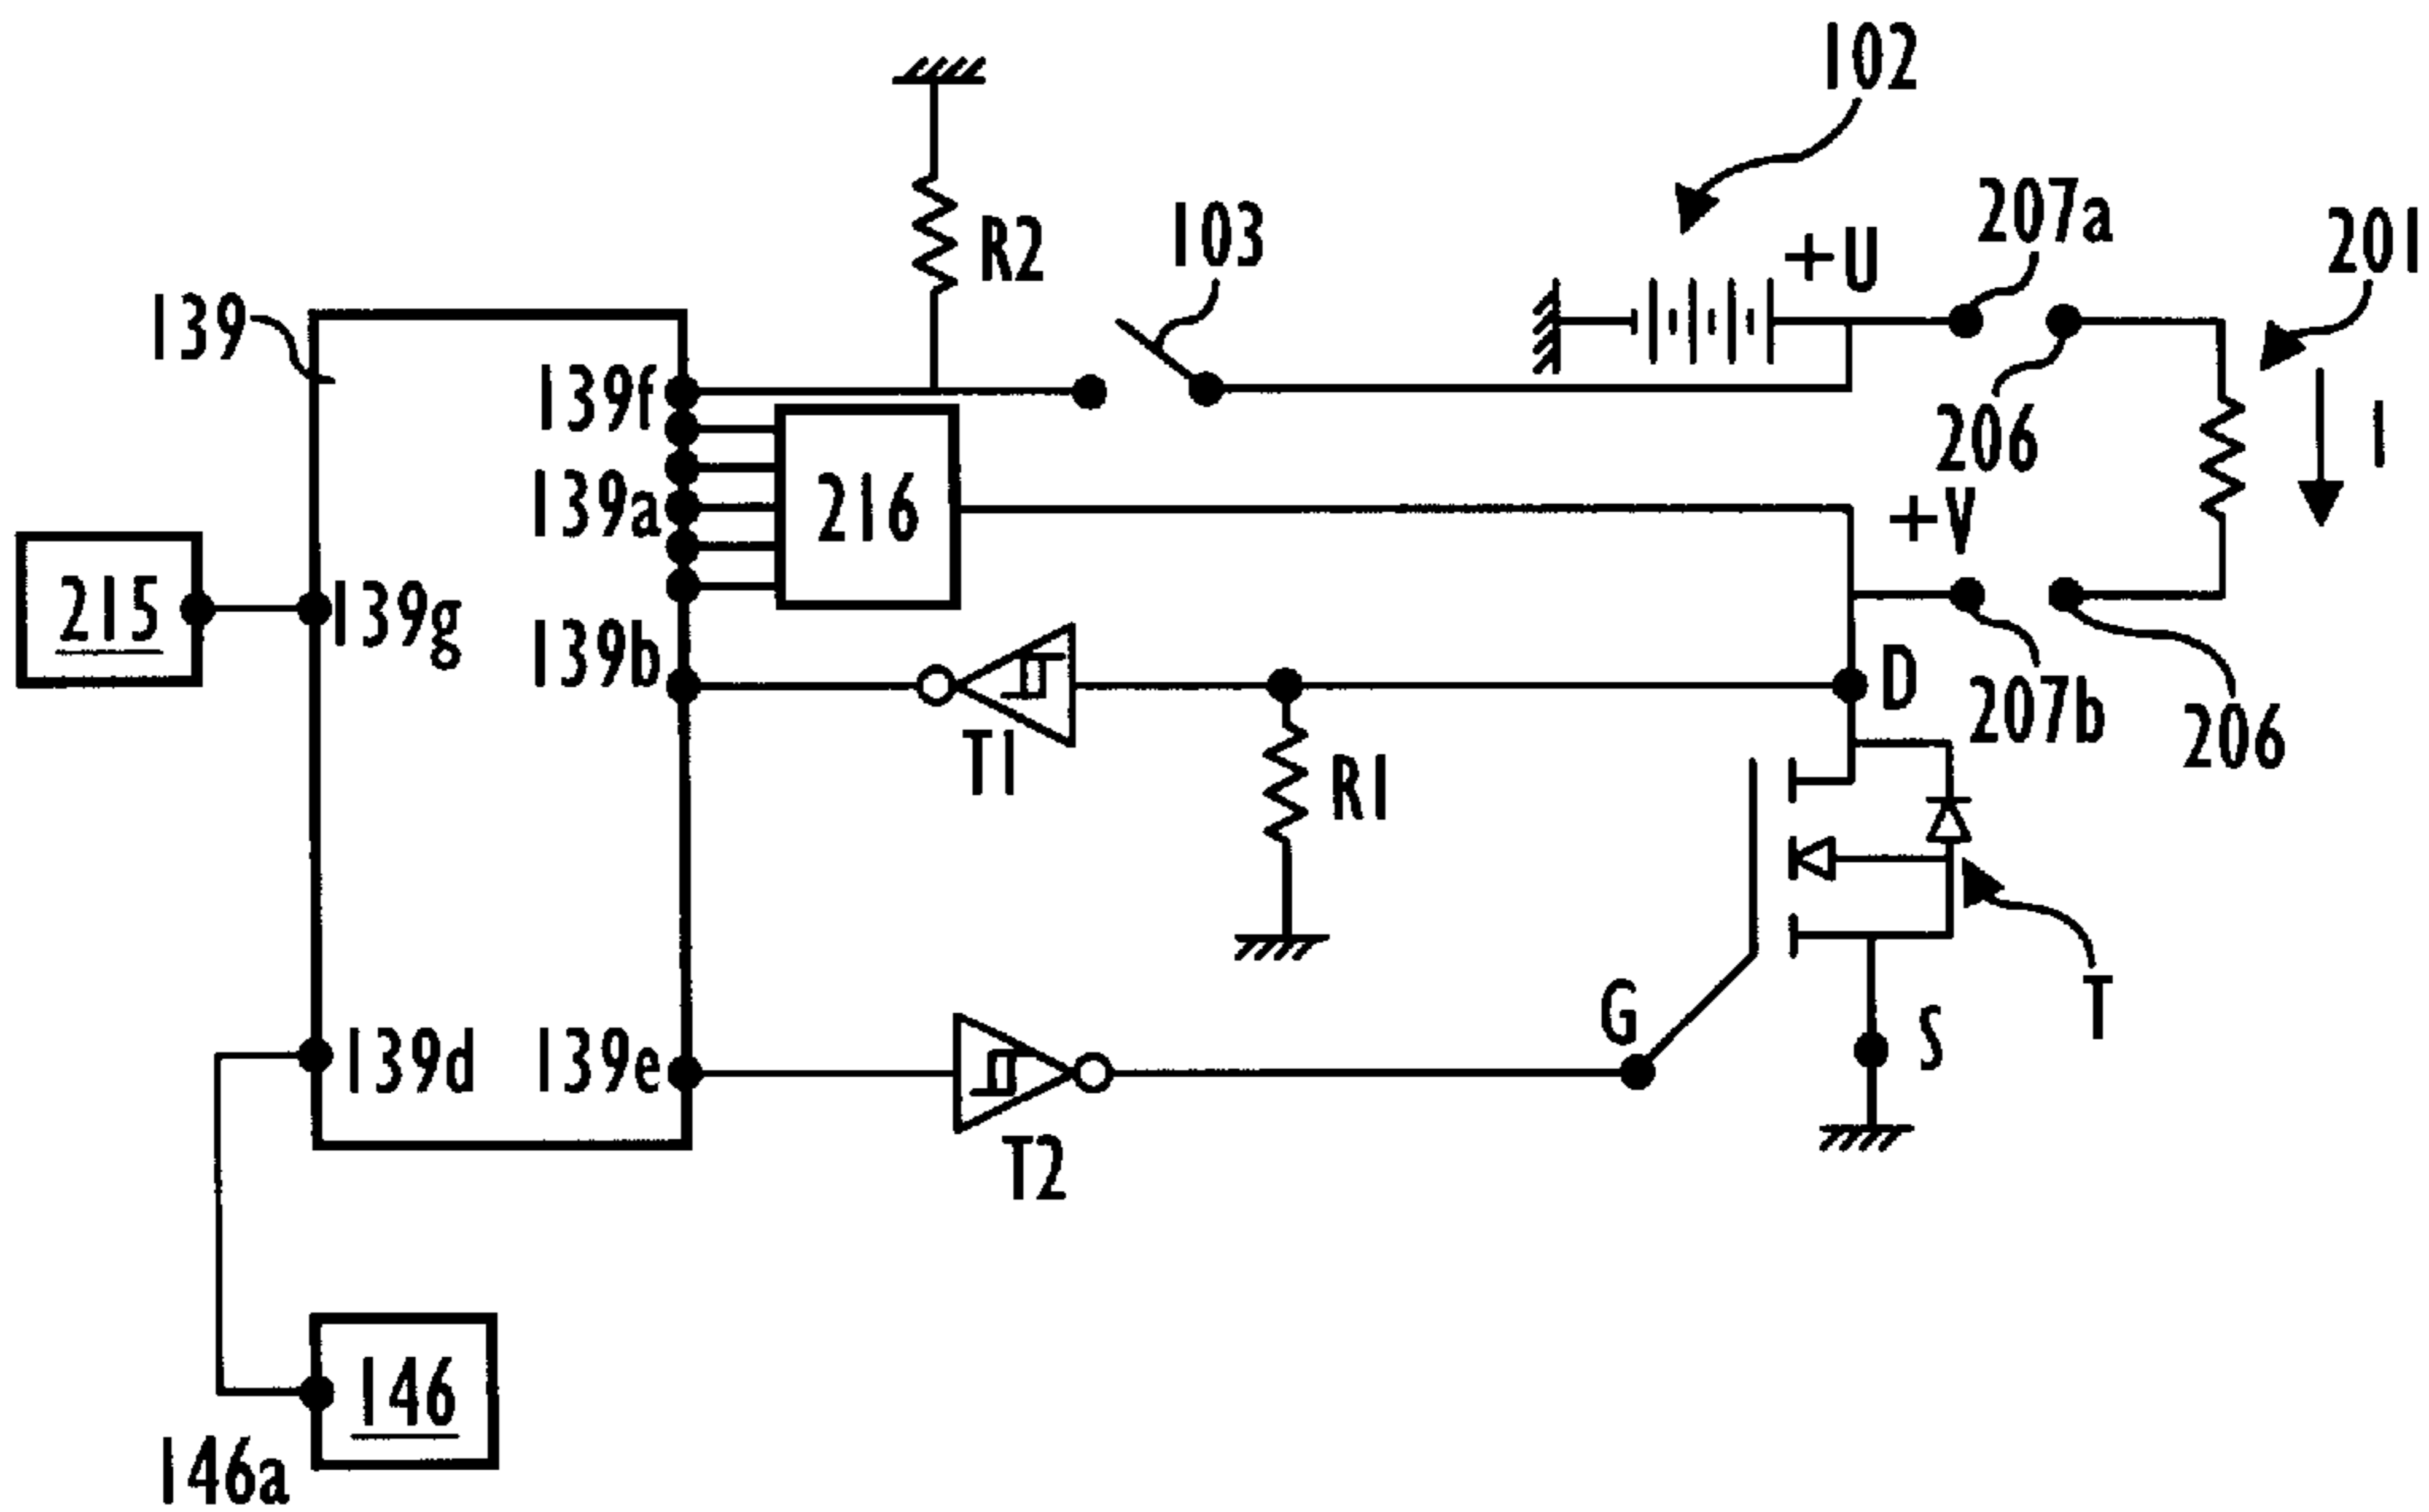 102
207a
201
103
+U
R2
139
139f
206
I
216
139a
+V
215
139g
139b
D
207b
206
T1
R1
G
S
T
139d
139e
T2
146
146a